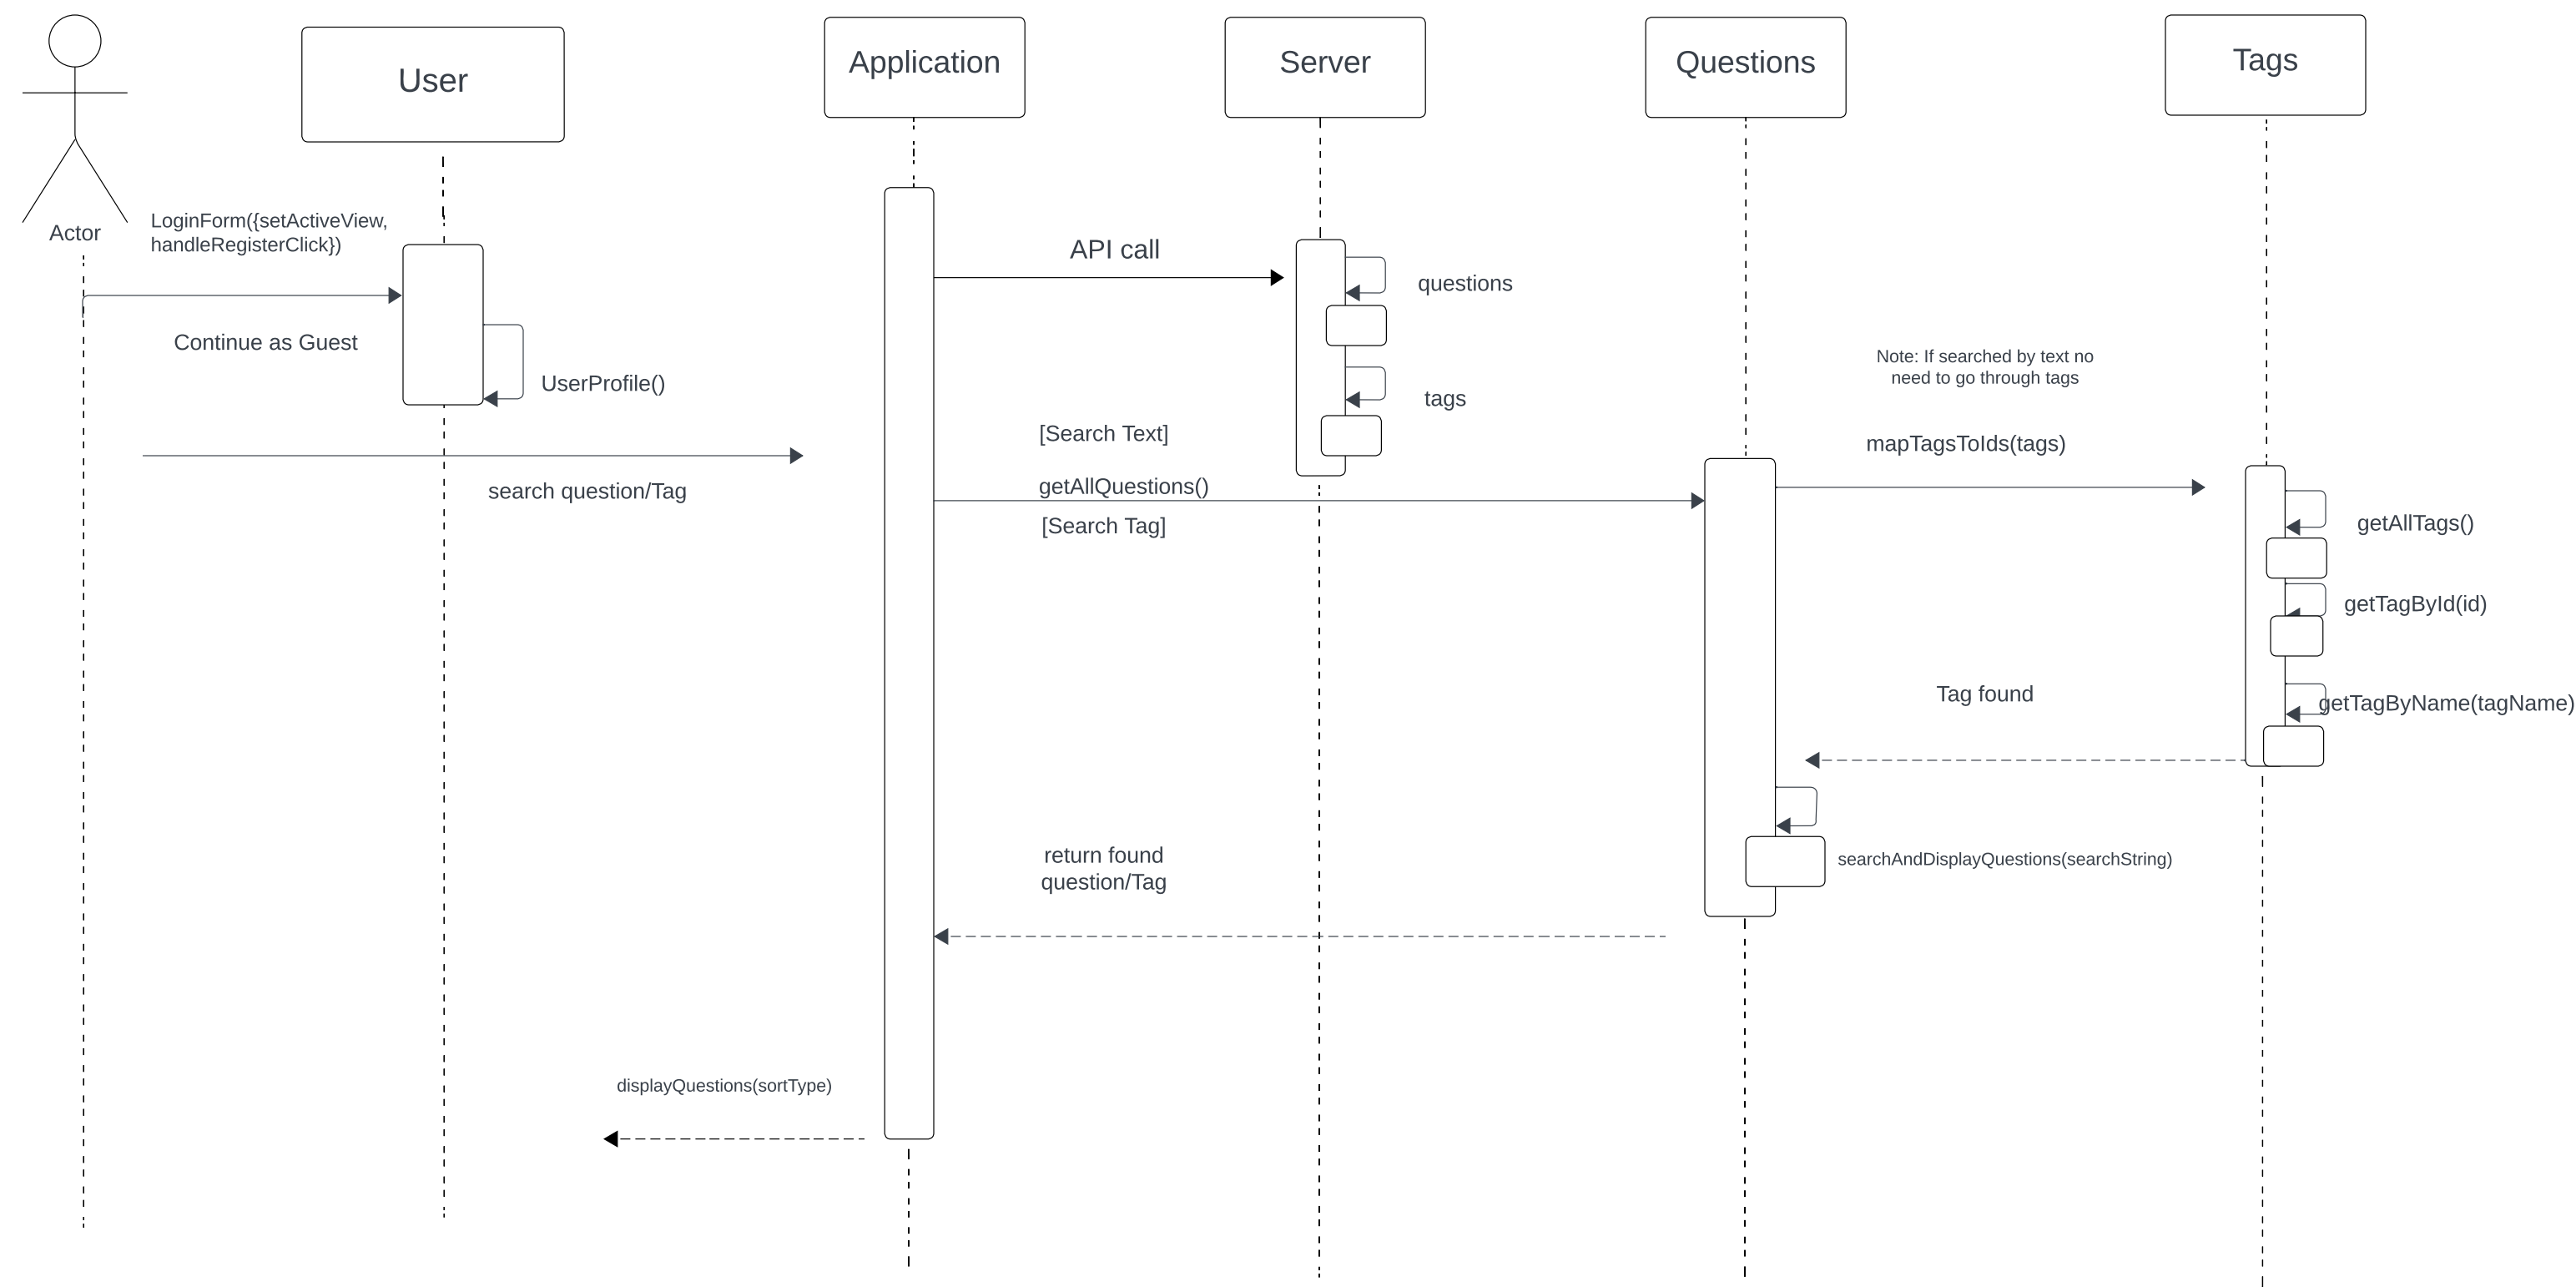 User
Application
Server
Questions
Tags
Actor
LoginForm({setActiveView,
handleRegisterClick})
API call
questions
Continue as Guest
UserProfile()
tags
Note: If searched by text no
need to go through tags
[Search Text]
mapTagsToIds(tags)
search question/Tag
getAllQuestions()
[Search Tag]
getAllTags()
getTagById(id)
Tag found
getTagByName(tagName)
return found
question/Tag
searchAndDisplayQuestions(searchString)
displayQuestions(sortType)